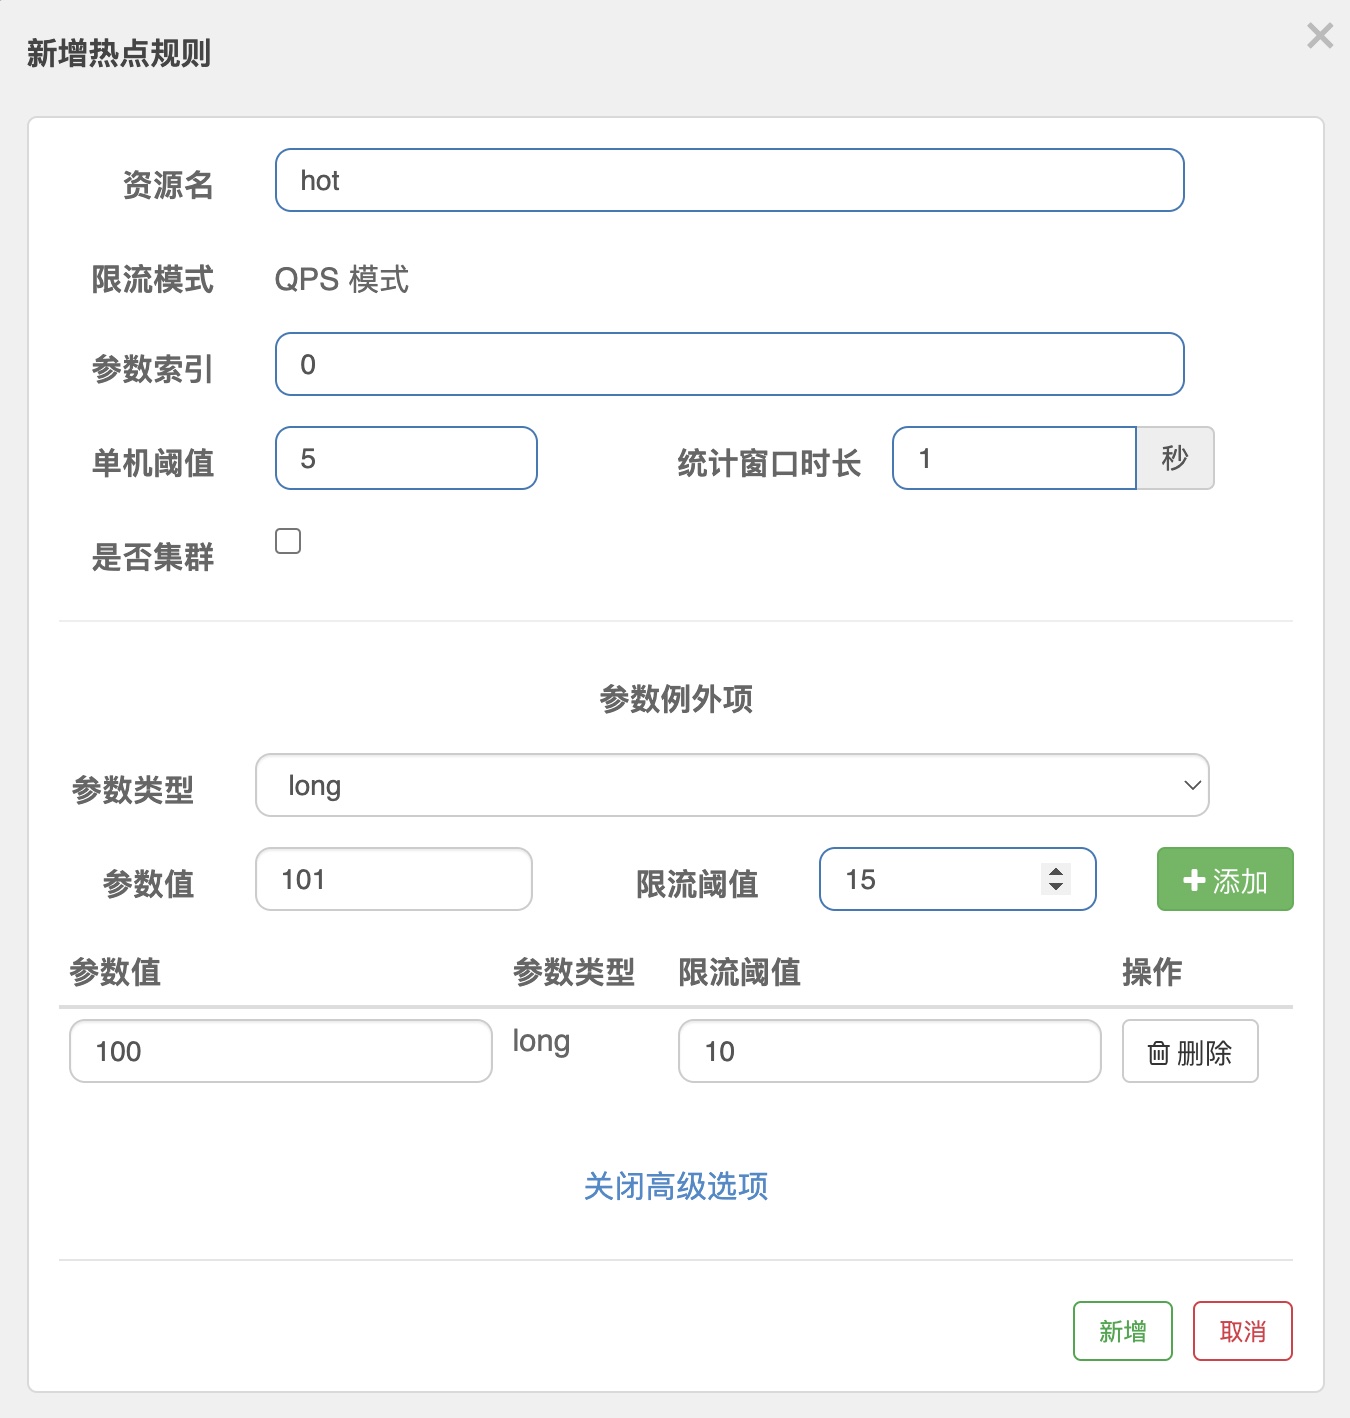 新增热点规则
资源名 hot
限流模式 QPS 模式
参数索引 0
单机阈值 5 统计窗口时长 1 秒
是否集群
参数例外项
参数类型 long
参数值 101 限流阈值 15 添加
参数值 参数类型 限流阈值 操作
100 long 10 删除
关闭高级选项
新增 取消